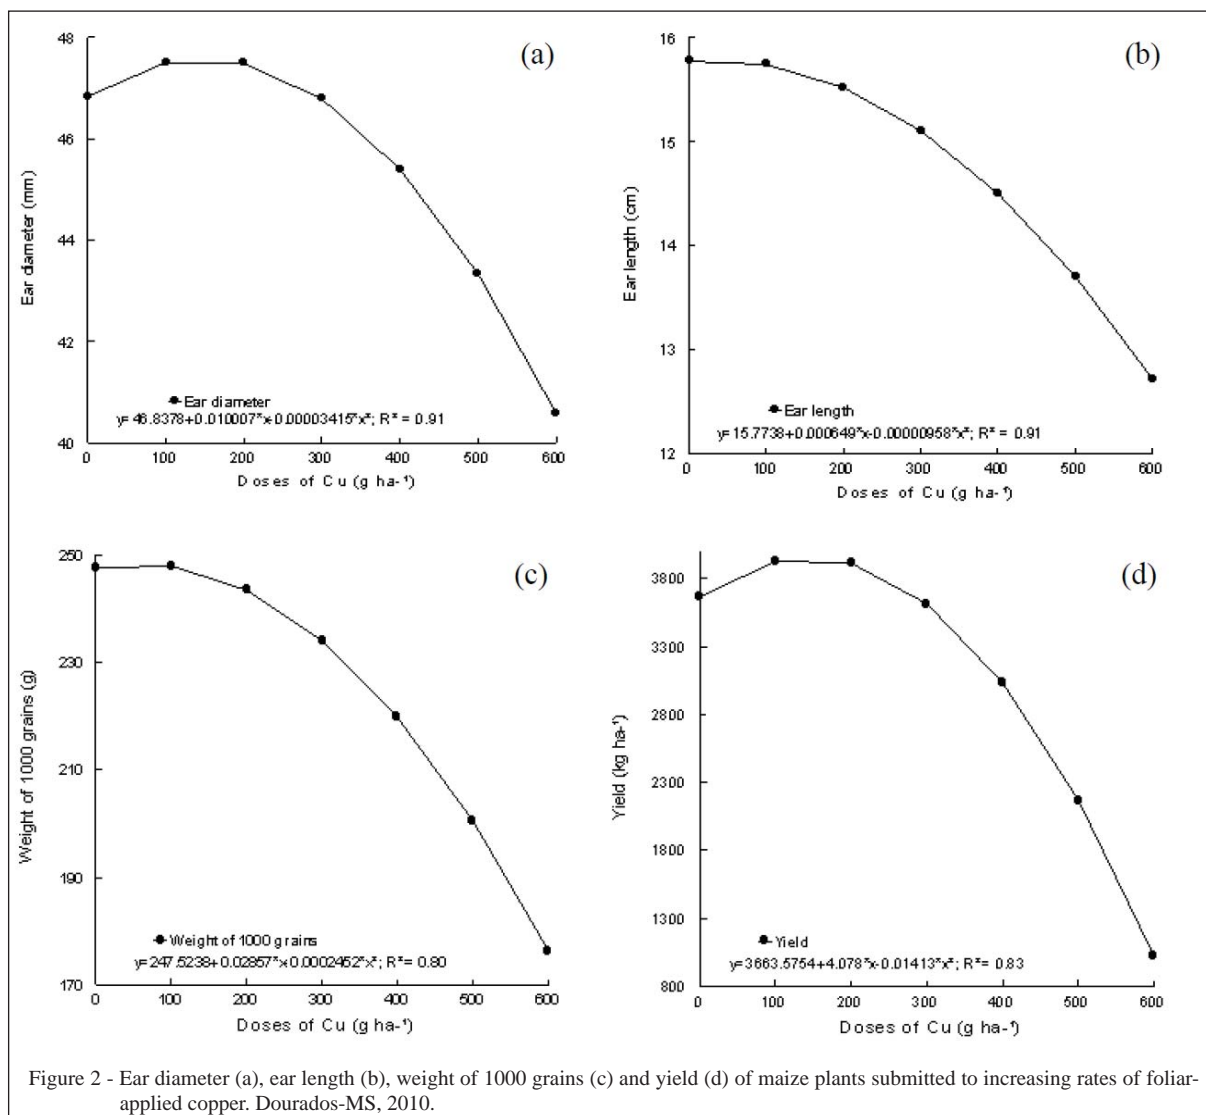 48
46
44
42
40
0
100
200
300
400
500
600
Ear diameter (mm)
(a)
Ear diameter
y=46.8378+0.010007*x-0.00003415*x²; R² = 0.91
Doses of Cu (g ha-¹)
16
15
14
13
12
0
100
200
300
400
500
600
Ear length (cm)
(b)
Ear length
y=15.7738+0.000649*x-0.00000958*x²; R² = 0.91
Doses of Cu (g ha-¹)
250
230
210
190
170
0
100
200
300
400
500
600
Weight of 1000 grains (g)
(c)
Weight of 1000 grains
y=247.5238+0.02857*x-0.0002452*x²; R² = 0.80
Doses of Cu (g ha-¹)
3800
3300
2800
2300
1800
1300
800
0
100
200
300
400
500
600
Yield (kg ha-¹)
(d)
Yield
y=3663.5754+4.078*x-0.01413*x²; R² = 0.83
Doses of Cu (g ha-¹)
Figure 2 - Ear diameter (a), ear length (b), weight of 1000 grains (c) and yield (d) of maize plants submitted to increasing rates of foliar-
applied copper. Dourados-MS, 2010.